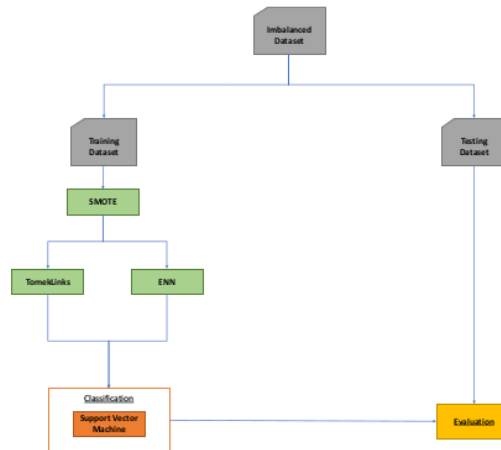 Imbalanced
Dataset
Training
Dataset
Testing
Dataset
SMOTE
TomekLinks
ENN
Classification
Support Vector
Machine
Evaluation